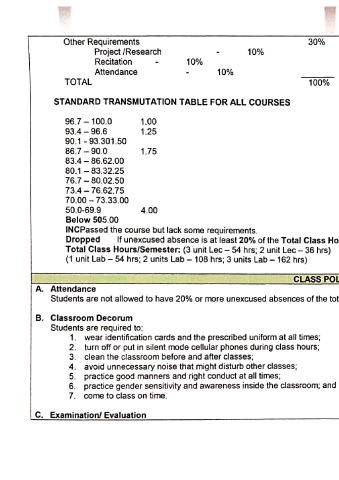 Other Requirements 30%
Project /Research - 10%
Recitation - 10%
Attendance - 10%
TOTAL 100%
STANDARD TRANSMUTATION TABLE FOR ALL COURSES
96.7 – 100.0 1.00
93.4 – 96.6 1.25
90.1 - 93.301.50
86.7 – 90.0 1.75
83.4 – 86.62.00
80.1 – 83.32.25
76.7 – 80.02.50
73.4 – 76.62.75
70.00 – 73.33.00
50.0-69.9 4.00
Below 505.00
INCPassed the course but lack some requirements.
Dropped If unexcused absence is at least 20% of the Total Class Ho
Total Class Hours/Semester: (3 unit Lec – 54 hrs; 2 unit Lec – 36 hrs)
(1 unit Lab – 54 hrs; 2 units Lab – 108 hrs; 3 units Lab – 162 hrs)
CLASS POL
A. Attendance
Students are not allowed to have 20% or more unexcused absences of the tot
B. Classroom Decorum
Students are required to:
1. wear identification cards and the prescribed uniform at all times;
2. turn off or put in silent mode cellular phones during class hours;
3. clean the classroom before and after classes;
4. avoid unnecessary noise that might disturb other classes;
5. practice good manners and right conduct at all times;
6. practice gender sensitivity and awareness inside the classroom; and
7. come to class on time.
C. Examination/ Evaluation